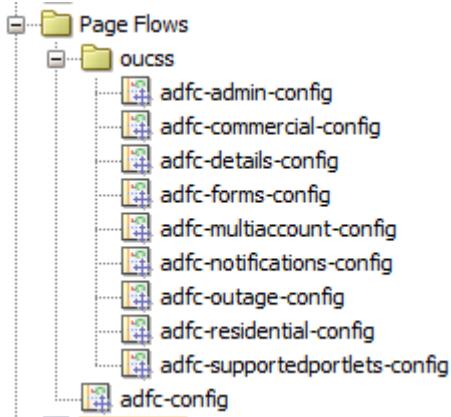 Page Flows
oucss
adfc-admin-config
adfc-commercial-config
adfc-details-config
adfc-forms-config
adfc-multiaccount-config
adfc-notifications-config
adfc-outage-config
adfc-residential-config
adfc-supportedportlets-config
adfc-config